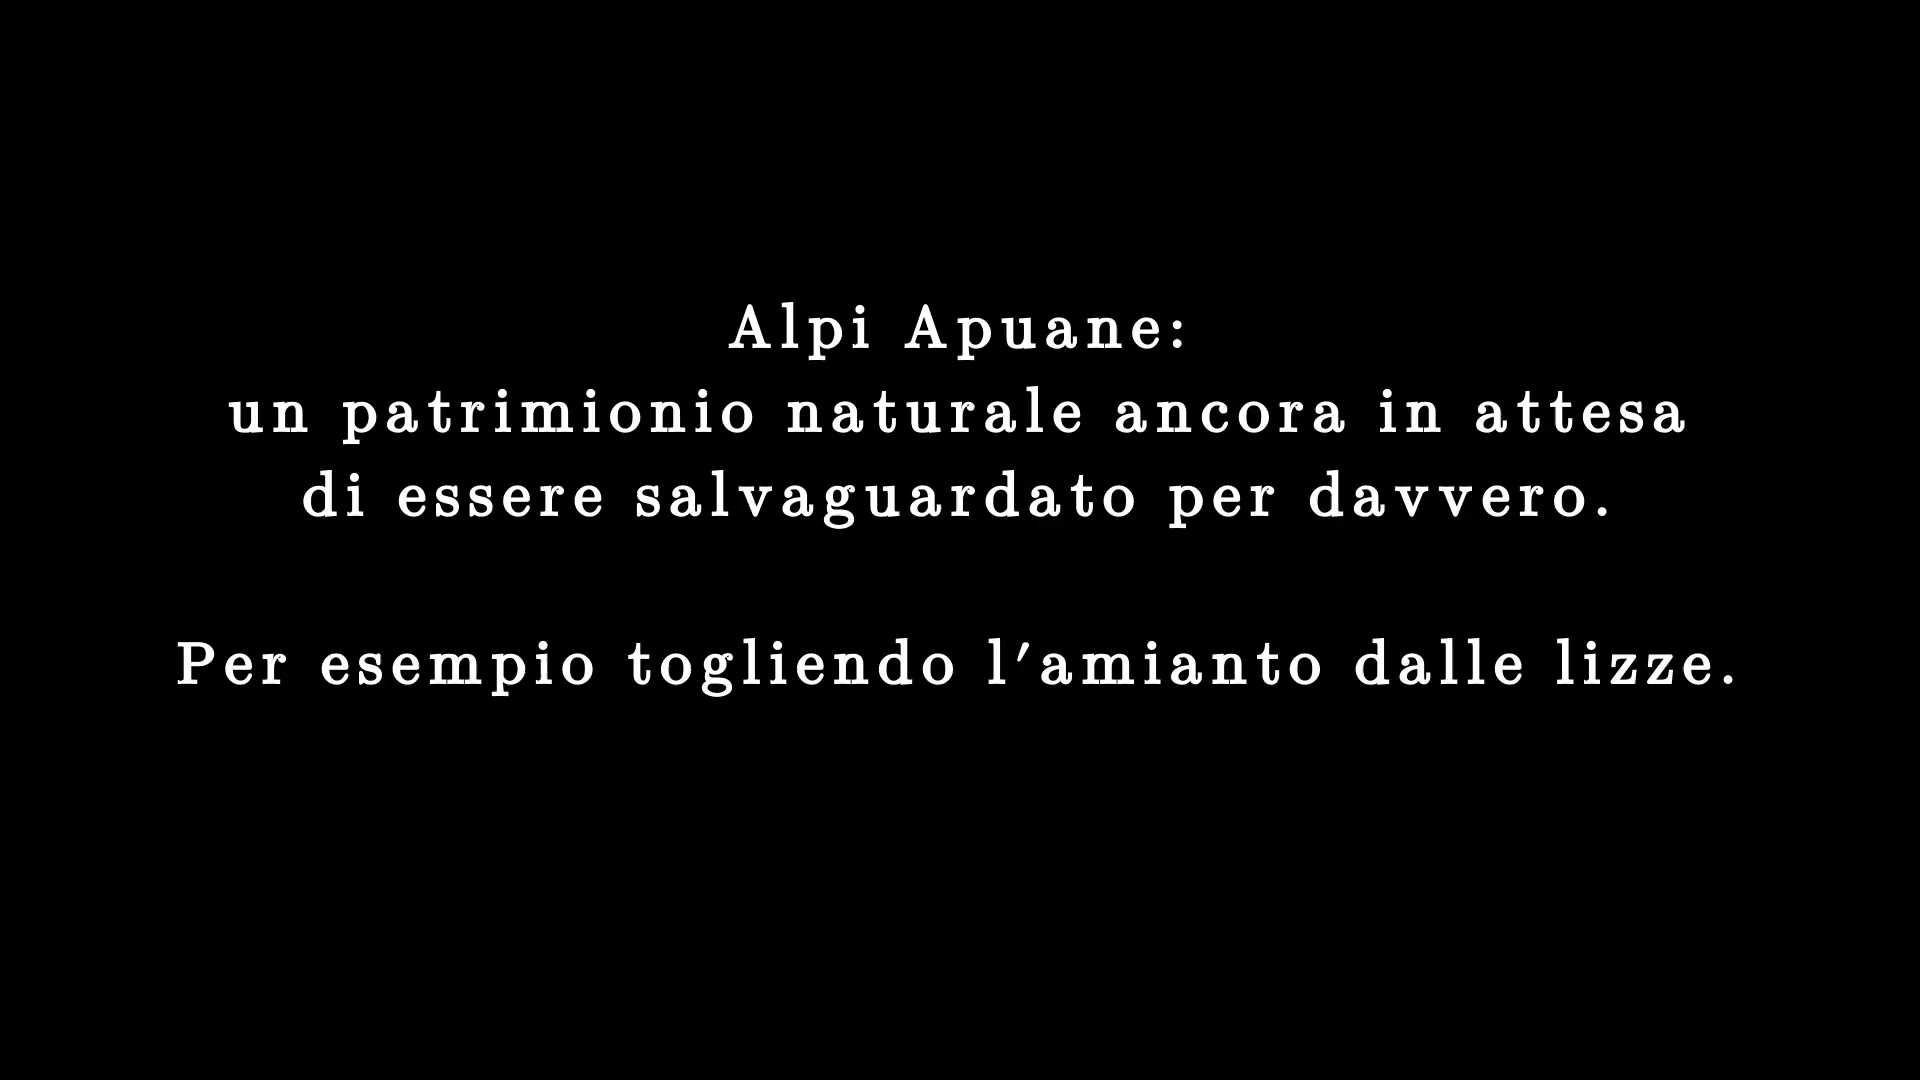 Alpi Apuane:
un patrimionio naturale ancora in attesa
di essere salvaguardato per davvero.
Per esempio togliendo l'amianto dalle lizze.